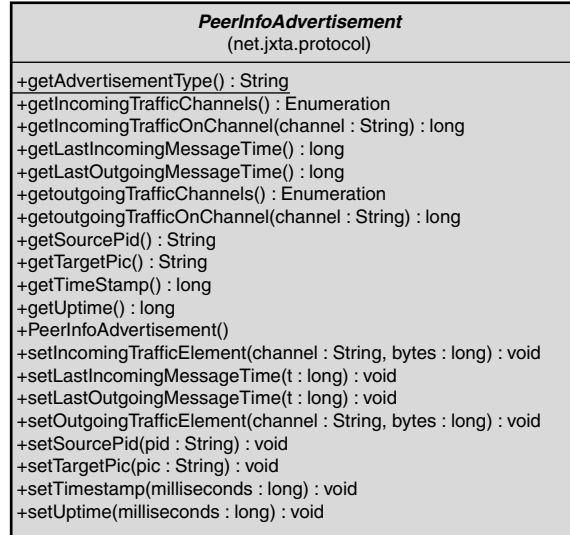 PeerInfoAdvertisement
(net.jxta.protocol)
+getAdvertisementType() : String
+getIncomingTrafficChannels() : Enumeration
+getIncomingTrafficOnChannel(channel : String) : long
+getLastIncomingMessageTime() : long
+getLastOutgoingMessageTime() : long
+getoutgoingTrafficChannels() : Enumeration
+getoutgoingTrafficOnChannel(channel : String) : long
+getSourcePid() : String
+getTargetPic() : String
+getTimeStamp() : long
+getUptime() : long
+PeerInfoAdvertisement()
+setIncomingTrafficElement(channel : String, bytes : long) : void
+setLastIncomingMessageTime(t : long) : void
+setLastOutgoingMessageTime(t : long) : void
+setOutgoingTrafficElement(channel : String, bytes : long) : void
+setSourcePid(pid : String) : void
+setTargetPic(pic : String) : void
+setTimestamp(milliseconds : long) : void
+setUptime(milliseconds : long) : void